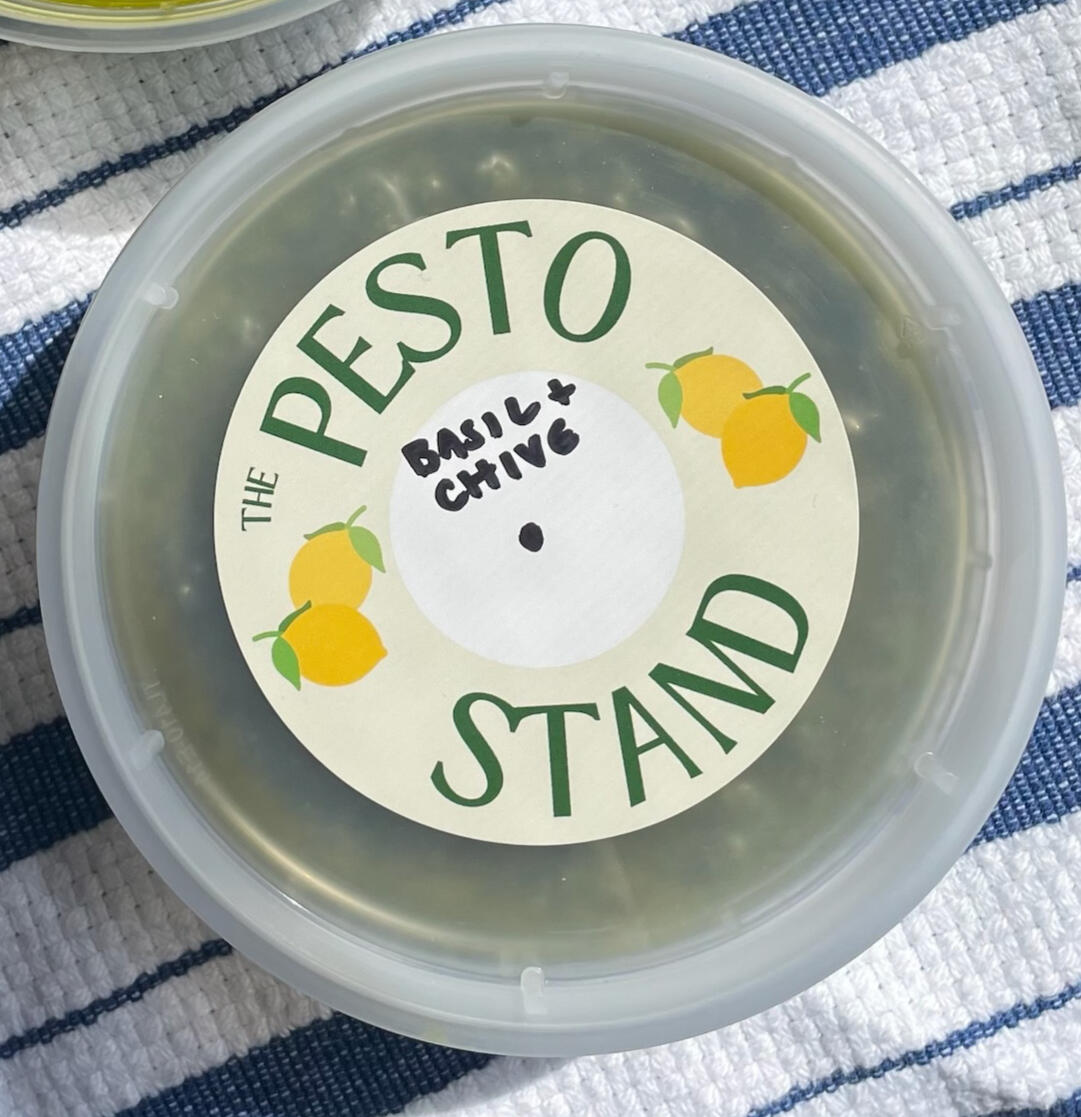 THE PESTO
BASIL +
CHIVE
STAND